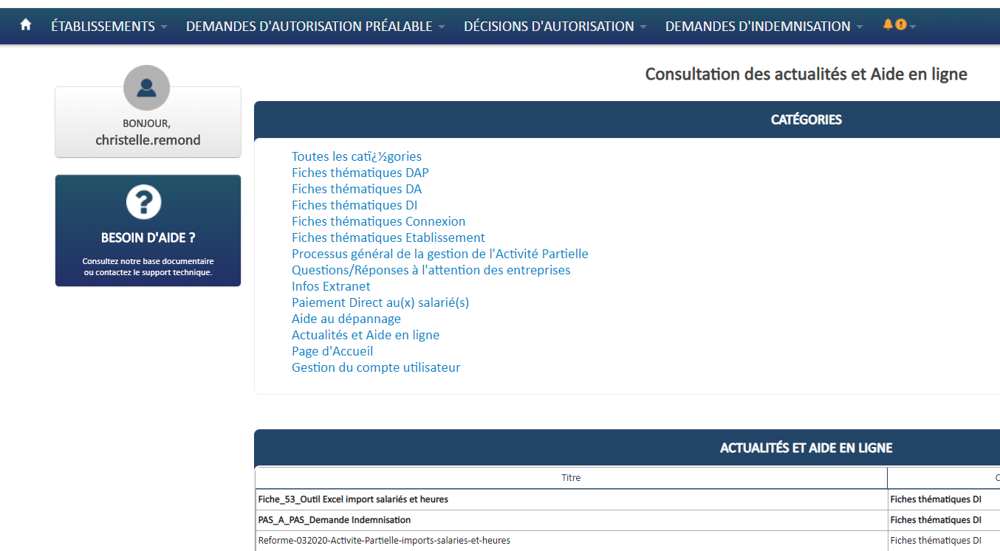 ÉTABLISSEMENTS DEMANDES D'AUTORISATION PRÉALABLE DÉCISIONS D'AUTORISATION DEMANDES D'INDEMNISATION
Consultation des actualités et Aide en ligne
BONJOUR,
christelle.remond
?
BESOIN D'AIDE ?
Consultez notre base documentaire
ou contactez le support technique.
CATÉGORIES
Toutes les catï¿½gories
Fiches thématiques DAP
Fiches thématiques DA
Fiches thématiques DI
Fiches thématiques Connexion
Fiches thématiques Etablissement
Processus général de la gestion de l'Activité Partielle
Questions/Réponses à l'attention des entreprises
Infos Extranet
Paiement Direct au(x) salarié(s)
Aide au dépannage
Actualités et Aide en ligne
Page d'Accueil
Gestion du compte utilisateur
ACTUALITÉS ET AIDE EN LIGNE
Titre
Fiche_53_Outil Excel import salariés et heures Fiches thématiques DI
PAS_A_PAS_Demande Indemnisation Fiches thématiques DI
Reforme-032020-Activite-Partielle-imports-salaries-et-heures Fiches thématiques DI